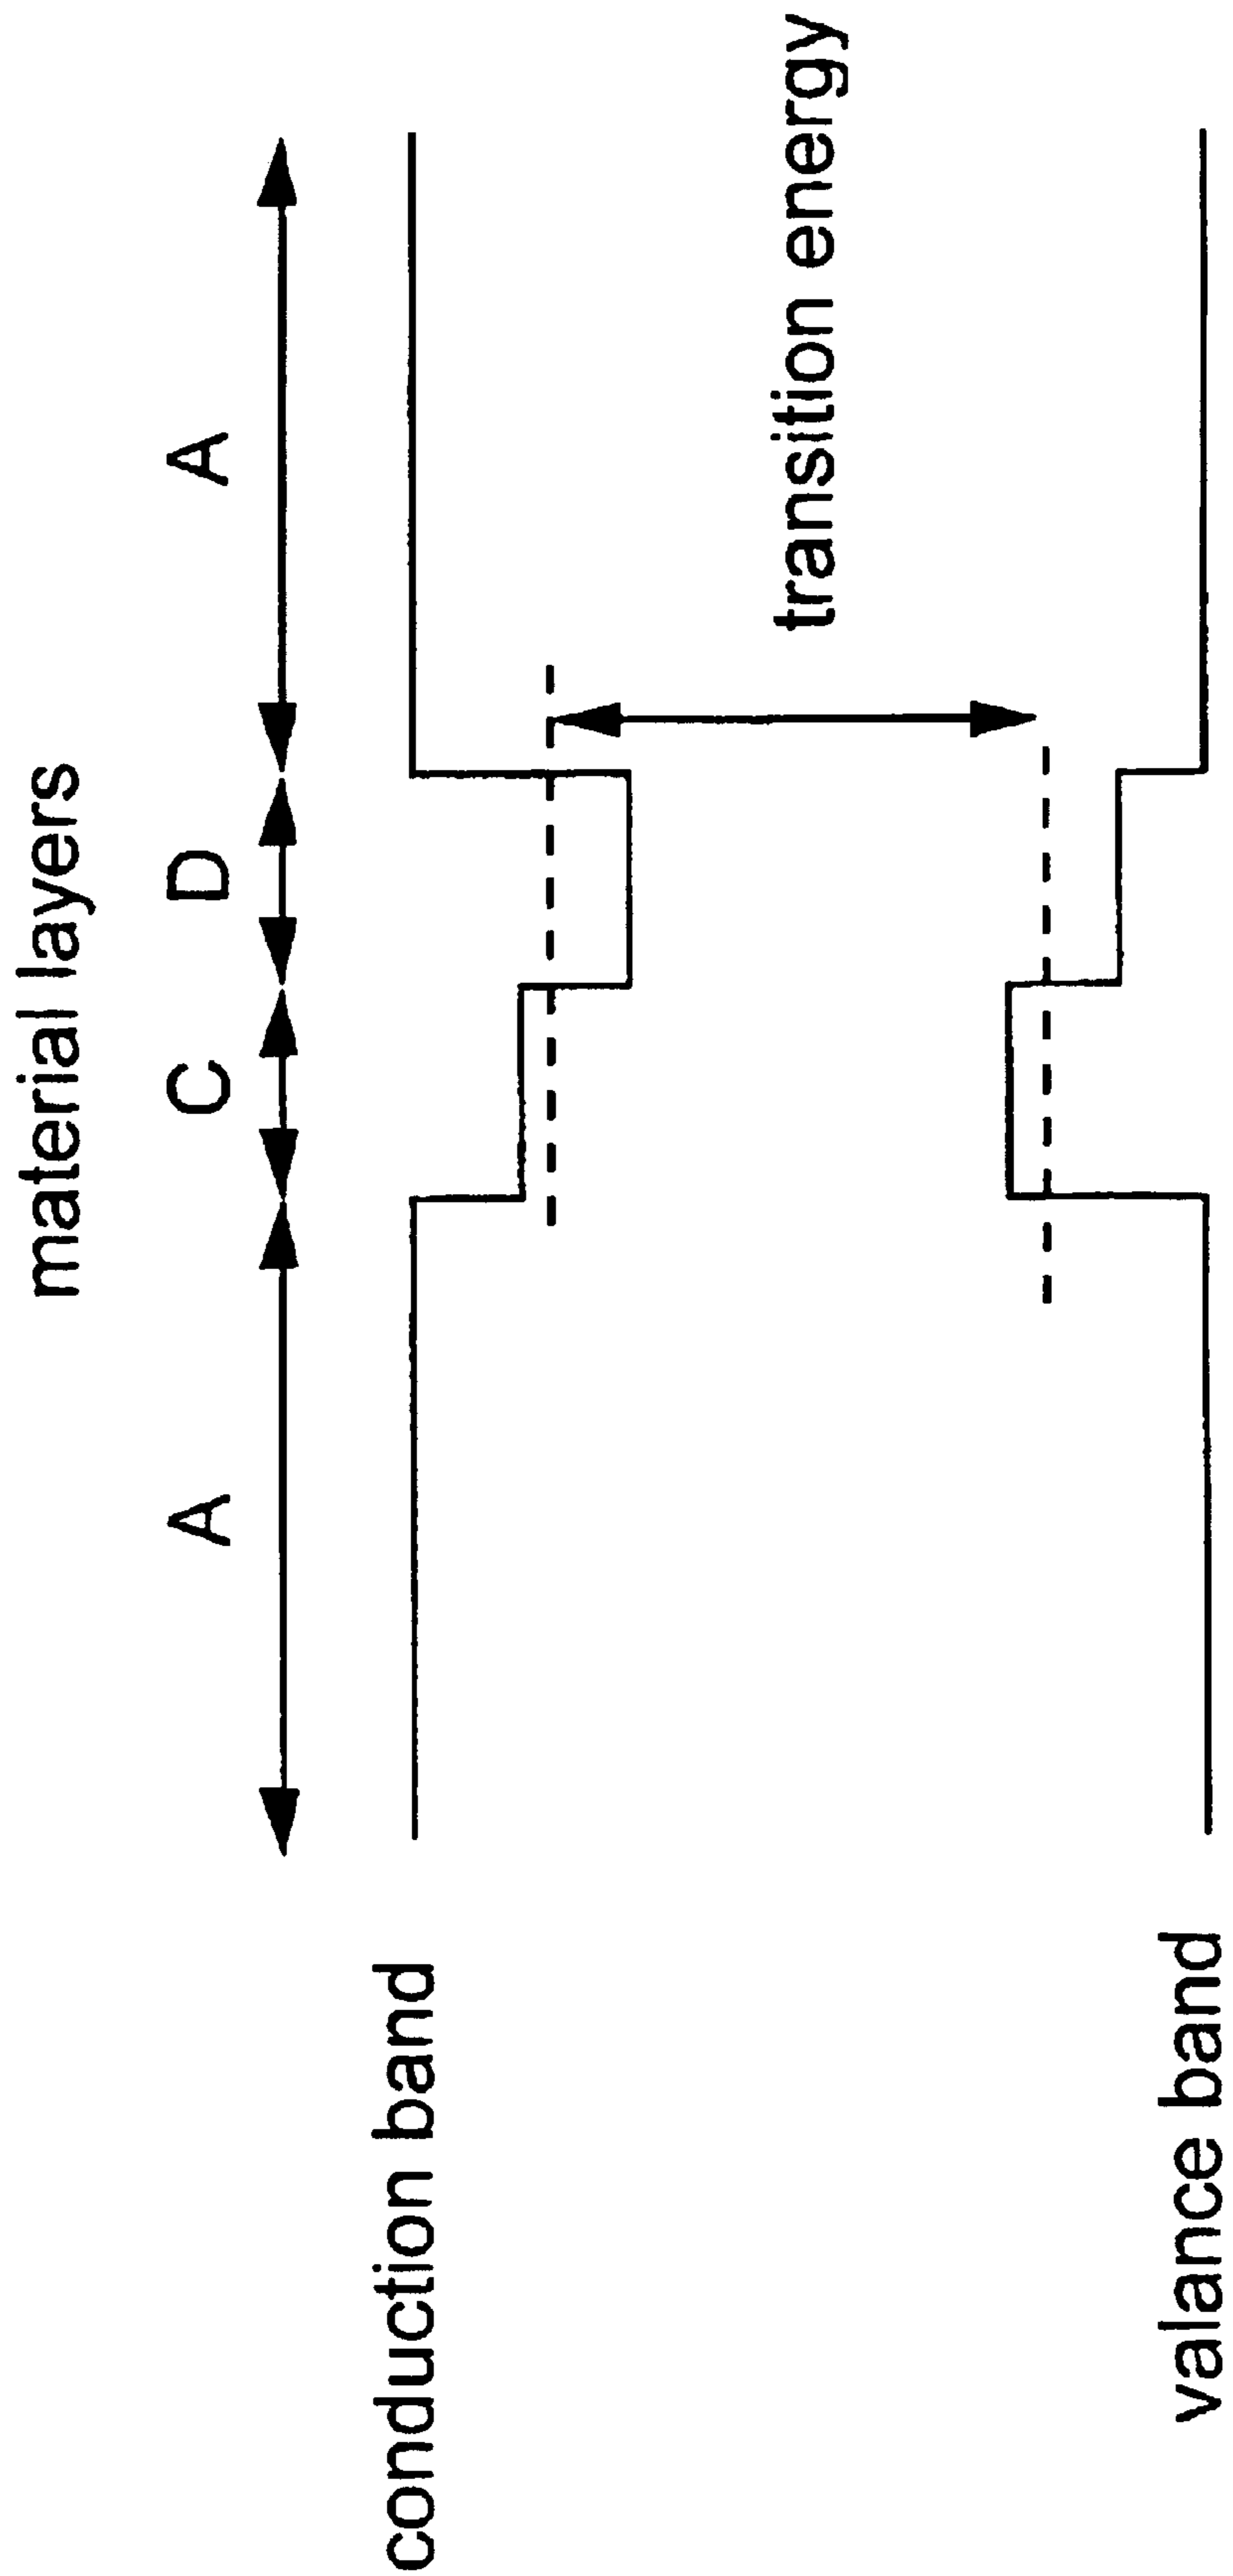 material layers
A
C
D
A
conduction band
transition energy
valance band